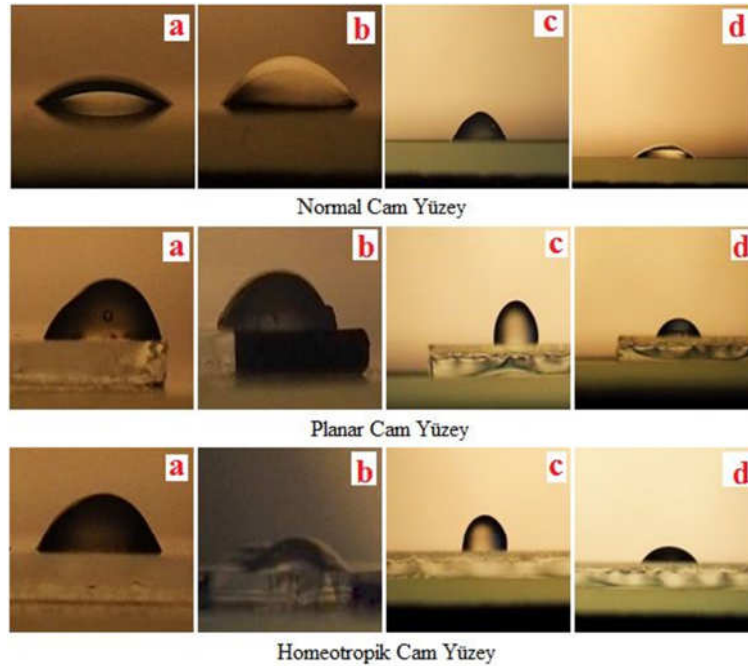 a b c d
Normal Cam Yüzey
a b c d
Planar Cam Yüzey
a b c d
Homeotropik Cam Yüzey